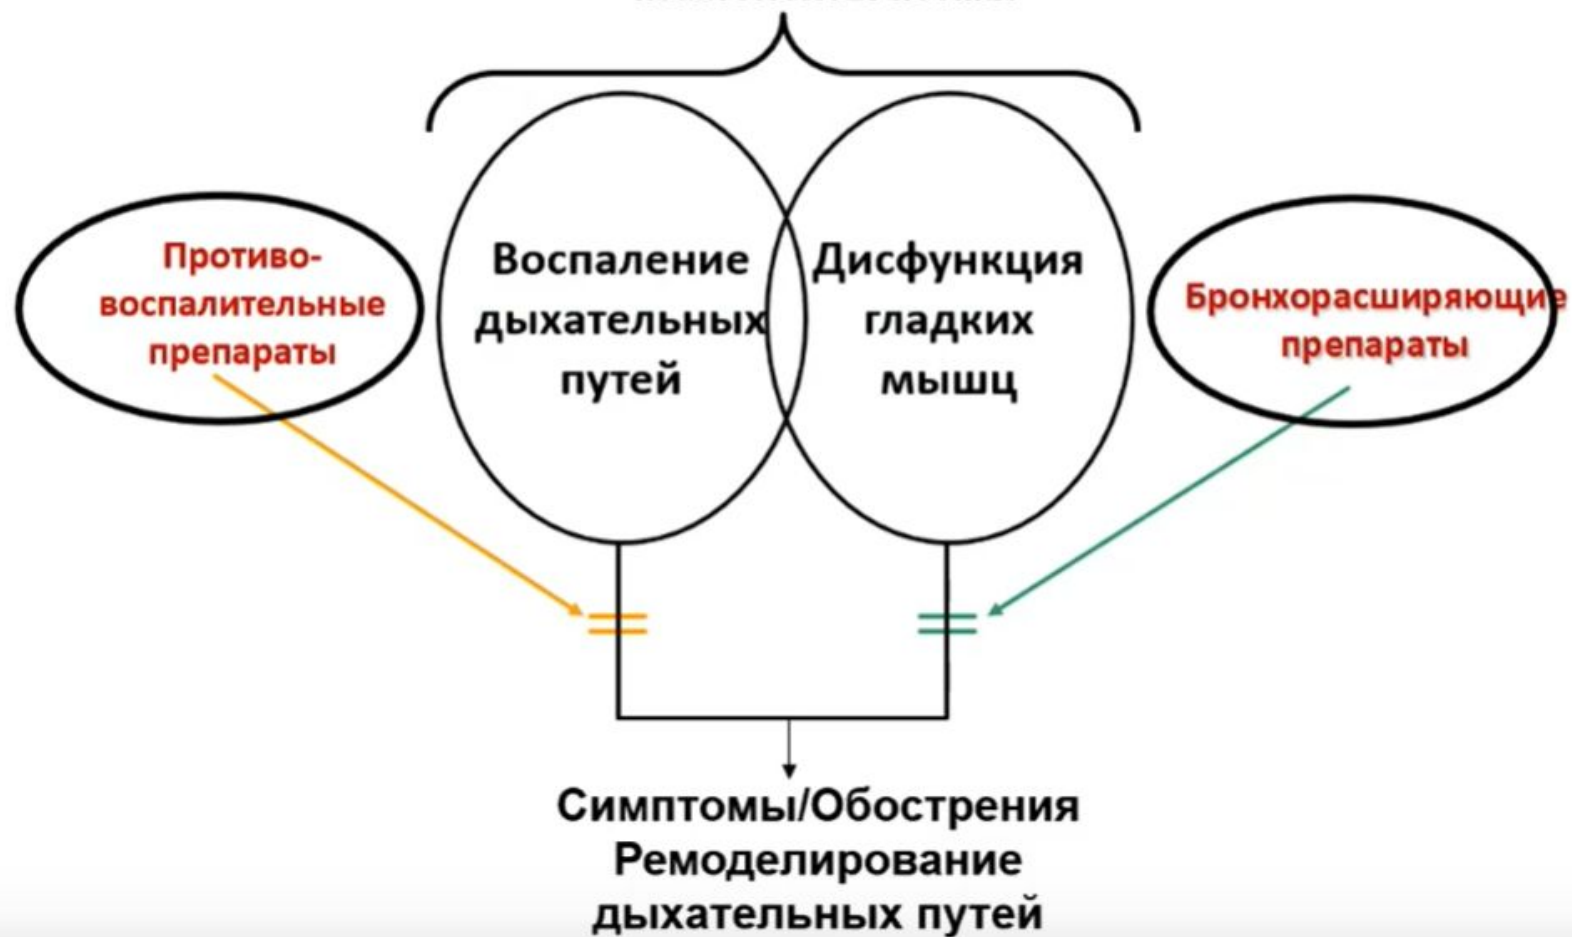 Противо-
воспалительные
препараты
Воспаление
дыхательных
путей
Дисфункция
гладких
мышц
Бронхорасширяющие
препараты
Симптомы/Обострения
Ремоделирование
дыхательных путей